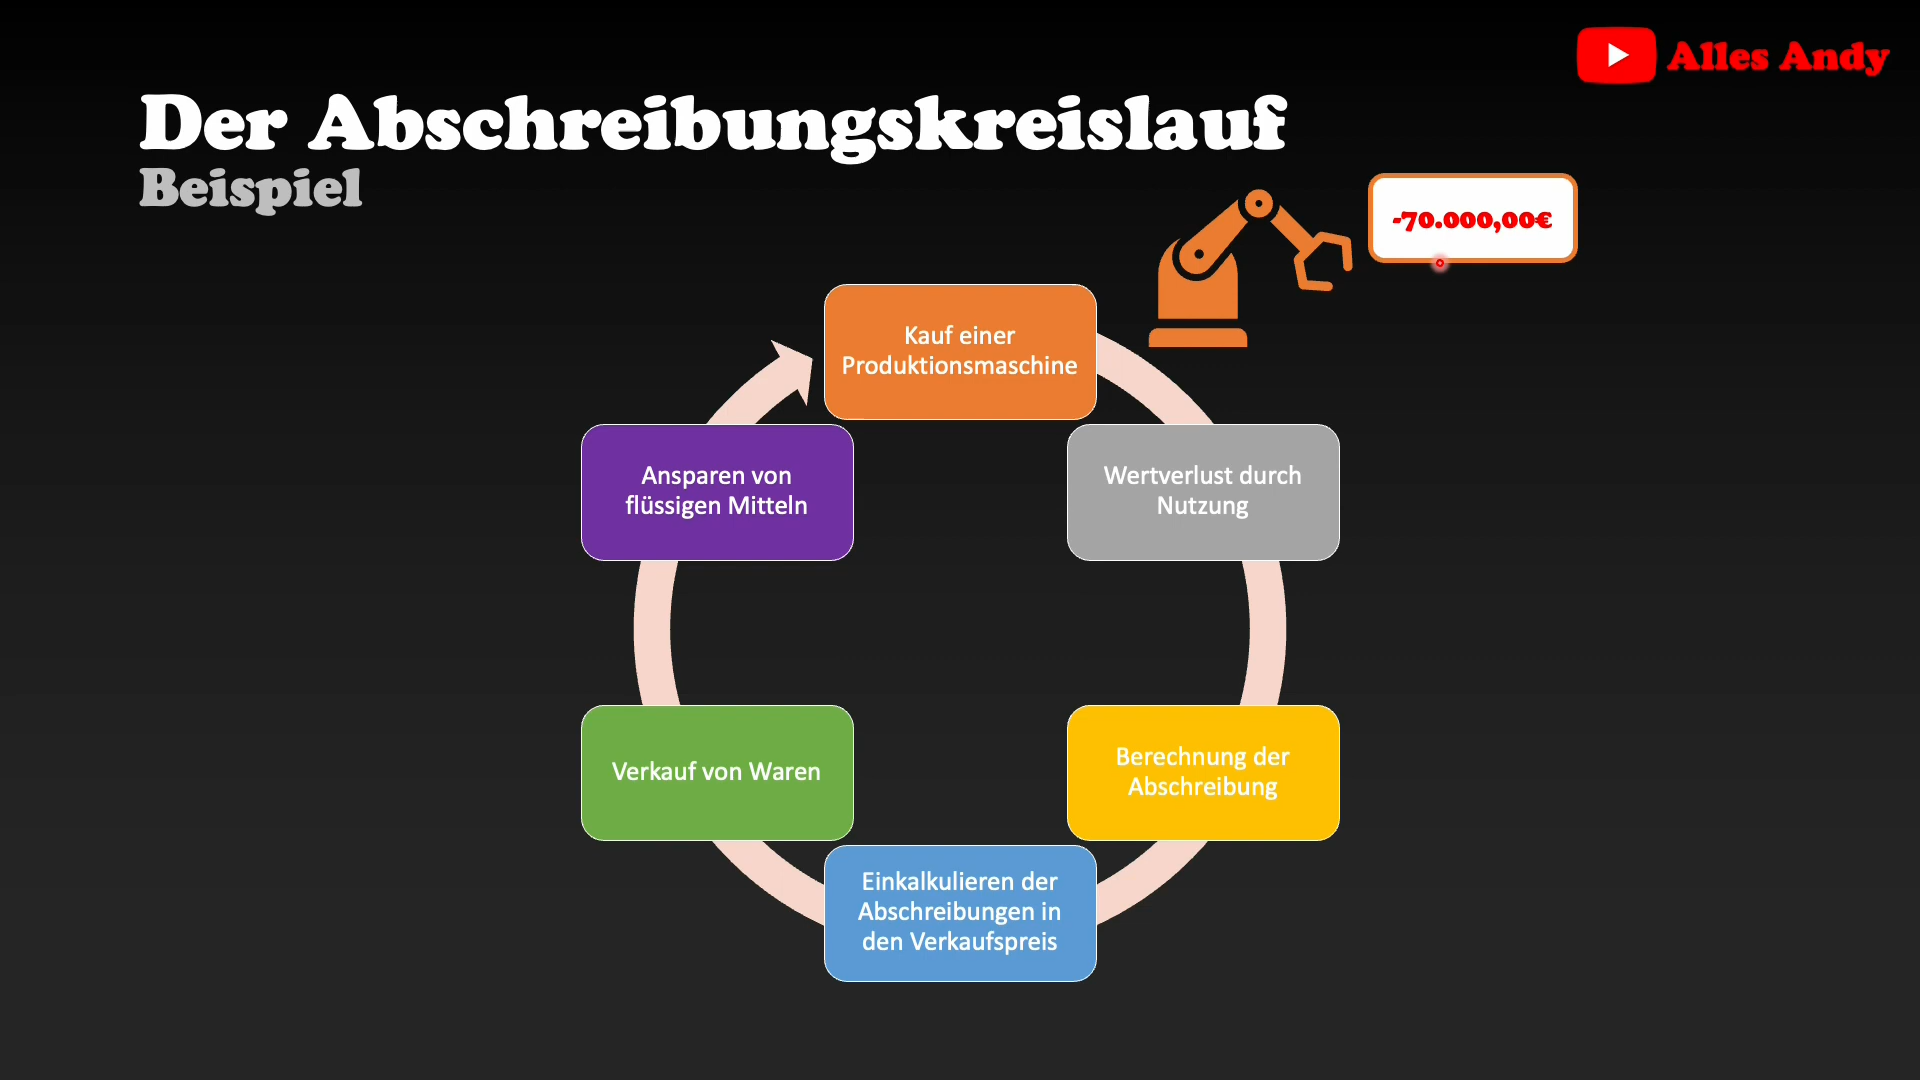 Alles Andy
Der Abschreibungskreislauf
Beispiel
-70.000,00€
Kauf einer
Produktionsmaschine
Wertverlust durch
Nutzung
Berechnung der
Abschreibung
Einkalkulieren der
Abschreibungen in
den Verkaufspreis
Verkauf von Waren
Ansparen von
flüssigen Mitteln